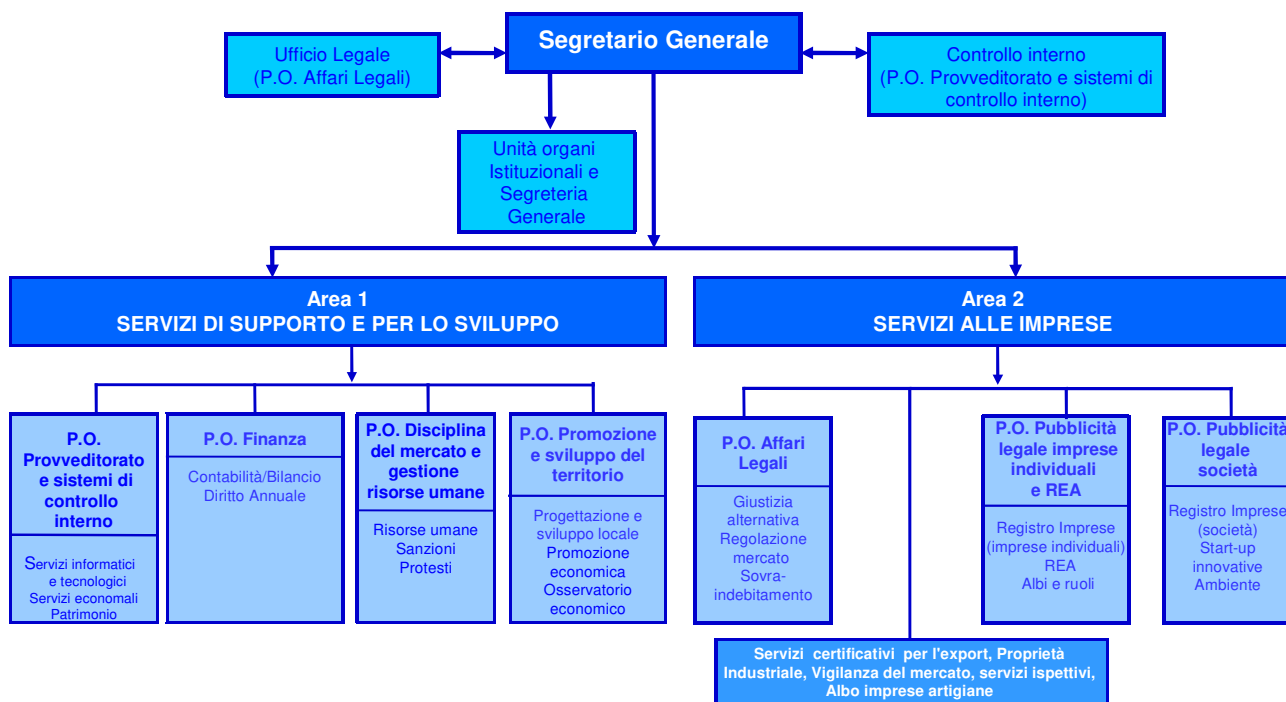 Segretario Generale
Ufficio Legale
(P.O. Affari Legali)
Controllo interno
(P.O. Provveditorato e sistemi di
controllo interno)
Unità organi
Istituzionali e
Segreteria
Generale
Area 1
SERVIZI DI SUPPORTO E PER LO SVILUPPO
Area 2
SERVIZI ALLE IMPRESE
P.O.
Provveditorato
e sistemi di
controllo
interno
Servizi informatici
e tecnologici
Servizi economali
Patrimonio
P.O. Finanza
Contabilità/Bilancio
Diritto Annuale
P.O. Disciplina
del mercato e
gestione
risorse umane
Risorse umane
Sanzioni
Protesti
P.O. Promozione
e sviluppo del
territorio
Progettazione e
sviluppo locale
Promozione
economica
Osservatorio
economico
P.O. Affari
Legali
Giustizia
alternativa
Regolazione
mercato
Sovra-
indebitamento
P.O. Pubblicità
legale imprese
individuali
e REA
Registro Imprese
(imprese individuali)
REA
Albi e ruoli
P.O. Pubblicità
legale
società
Registro Imprese
(società)
Start-up
innovative
Ambiente
Servizi certificativi per l'export, Proprietà
Industriale, Vigilanza del mercato, servizi ispettivi,
Albo imprese artigiane